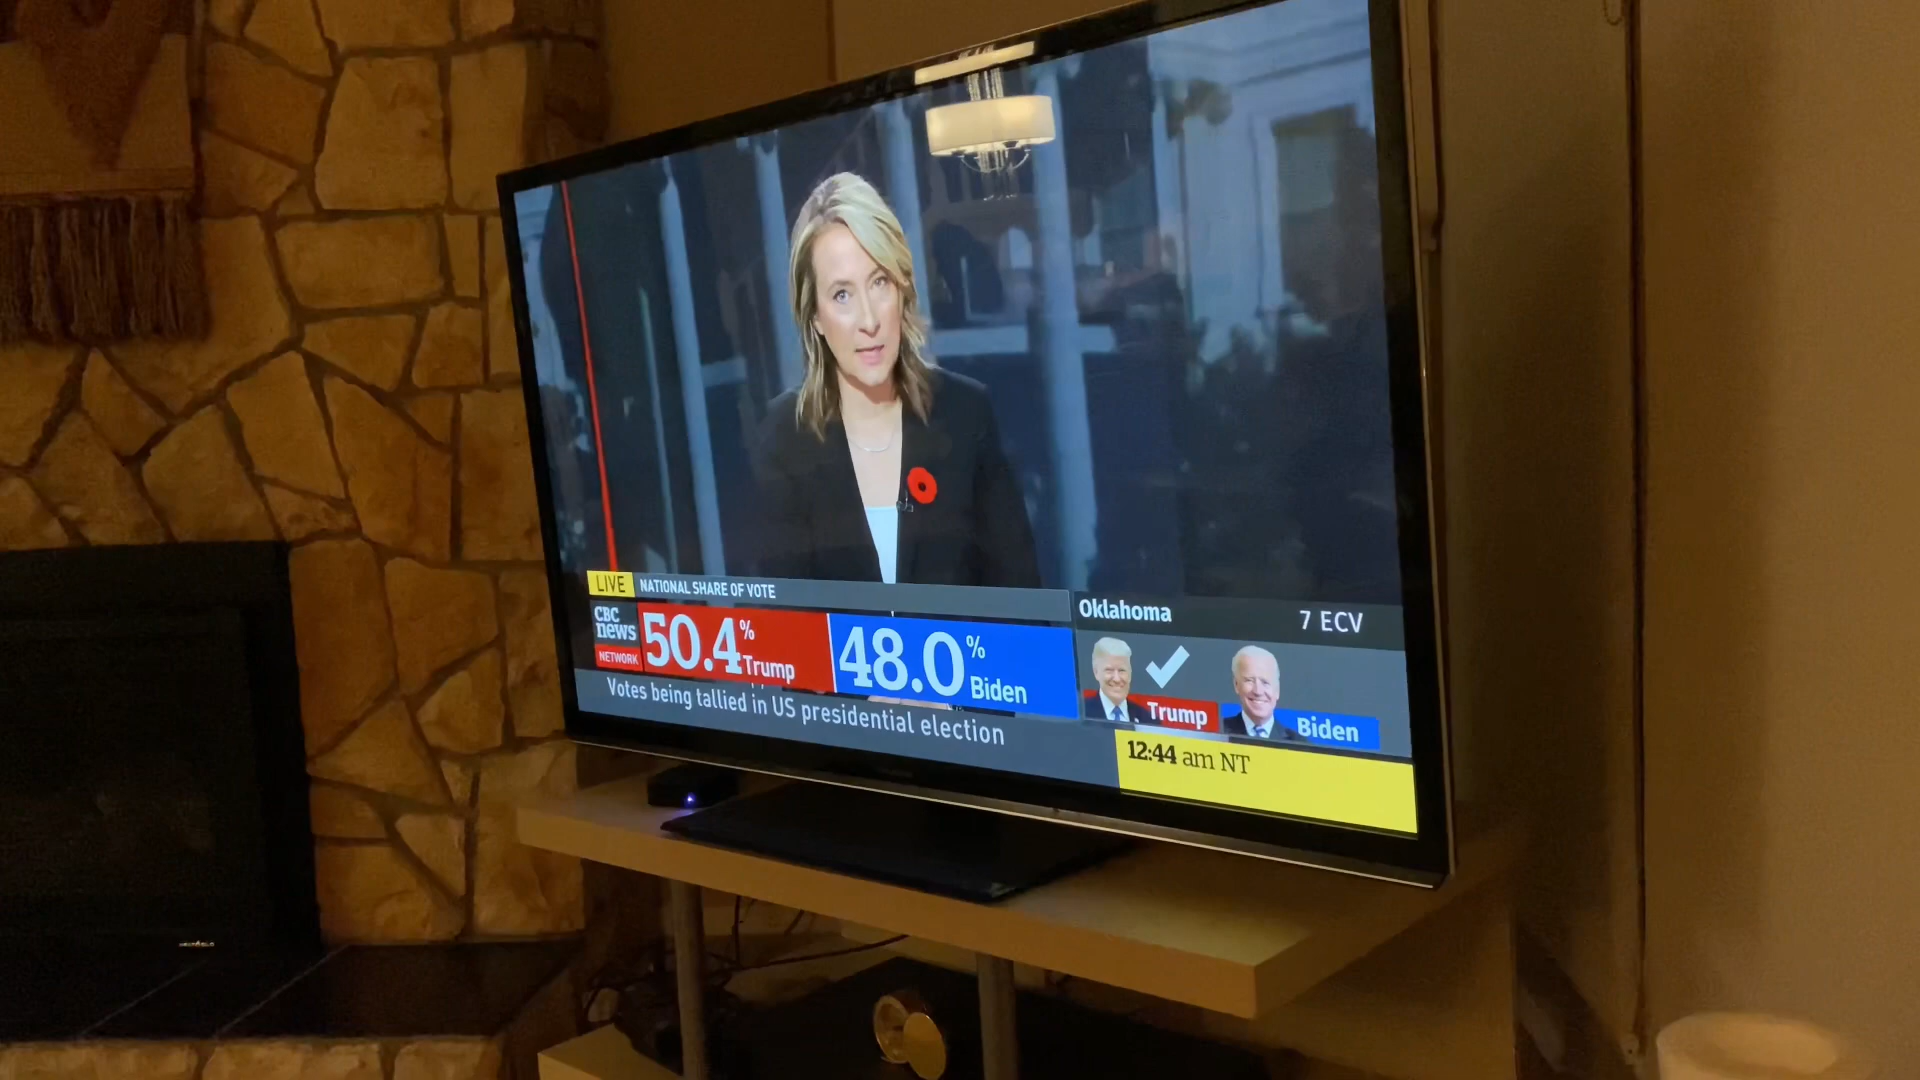 LIVE NATIONAL SHARE OF VOTE
CBC
news
NETWORK
50.4% Trump
48.0% Biden
Votes being tallied in US presidential election
Oklahoma 7 ECV
Trump
Biden
12:44 am NT